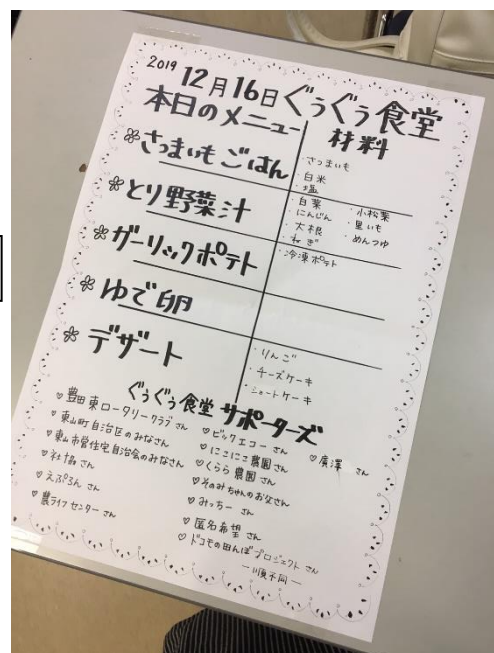 2019 12月16日 ぐぅぐぅ食堂
本日のメニュー
材料
さつまいもごはん
・さつまいも
・白米
・塩
とり野菜汁
・白菜
・にんじん
・大根
・ねぎ
・小松菜
・里いも
・めんつゆ
ガーリックポテト
・冷凍ポテト
ゆで卵
デザート
・りんご
・チーズケーキ
・ショートケーキ
ぐぅぐぅ食堂 サポーターズ
♡豊田東ロータリークラブさん
♡東山町自治区のみなさん
♡東山市営住宅自治会のみなさん
♡社協さん
♡えぷろんさん
♡農ライフセンターさん
♡ビックエコーさん
♡にこにこ農園さん
♡くらら農園さん
♡そのみちゃんのおなさん
♡みっちーさん
♡匿名希望さん
♡ドコモの田んぼプロジェクトさん
♡廣澤さん
―順不同―